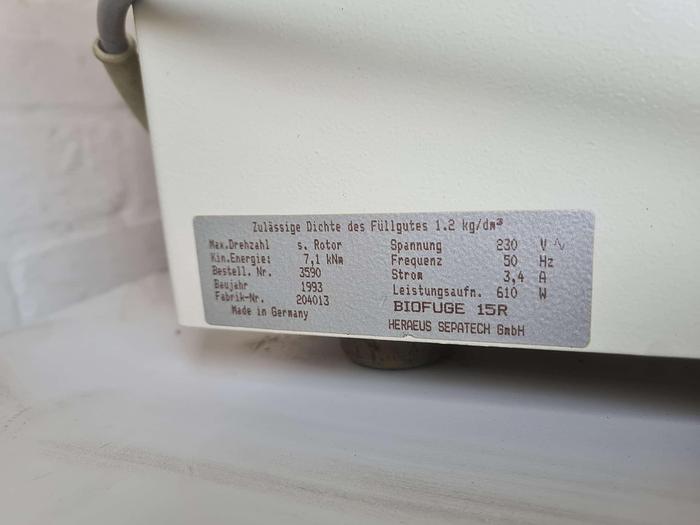 Zulässige Dichte des Füllgutes 1.2 kg/dm³
Max.Drehzahl s. Rotor Spannung 230 V ∿
Kin.Energie: 7,1 kNm Frequenz 50 Hz
Bestell. Nr. 3590 Strom 3,4 A
Baujahr 1993 Leistungsaufn. 610 W
Fabrik-Nr. 204013 BIOFUGE 15R
Made in Germany HERAEUS SEPATECH GmbH